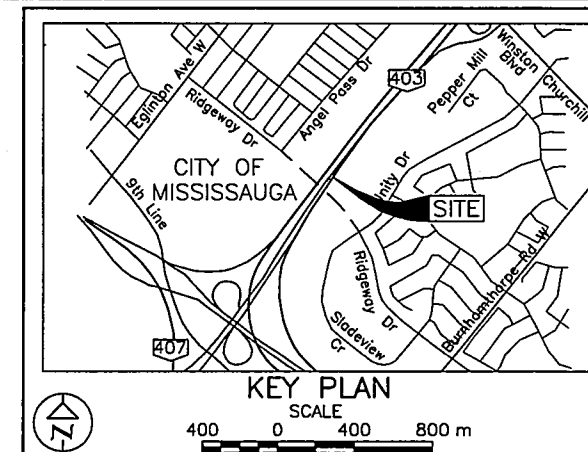 Eglinton Ave W
Ridgeway Dr
Angel Pass Dr
403
Pepper Mill
Ct
Winston Churchill
Blvd
CITY OF
MISSISSAUGA
9th Line
Unity Dr
SITE
Ridgeway
Dr
Sladeview
Cr
Burnhamthorpe Rd W
407
KEY PLAN
SCALE
400 0 400 800 m
N